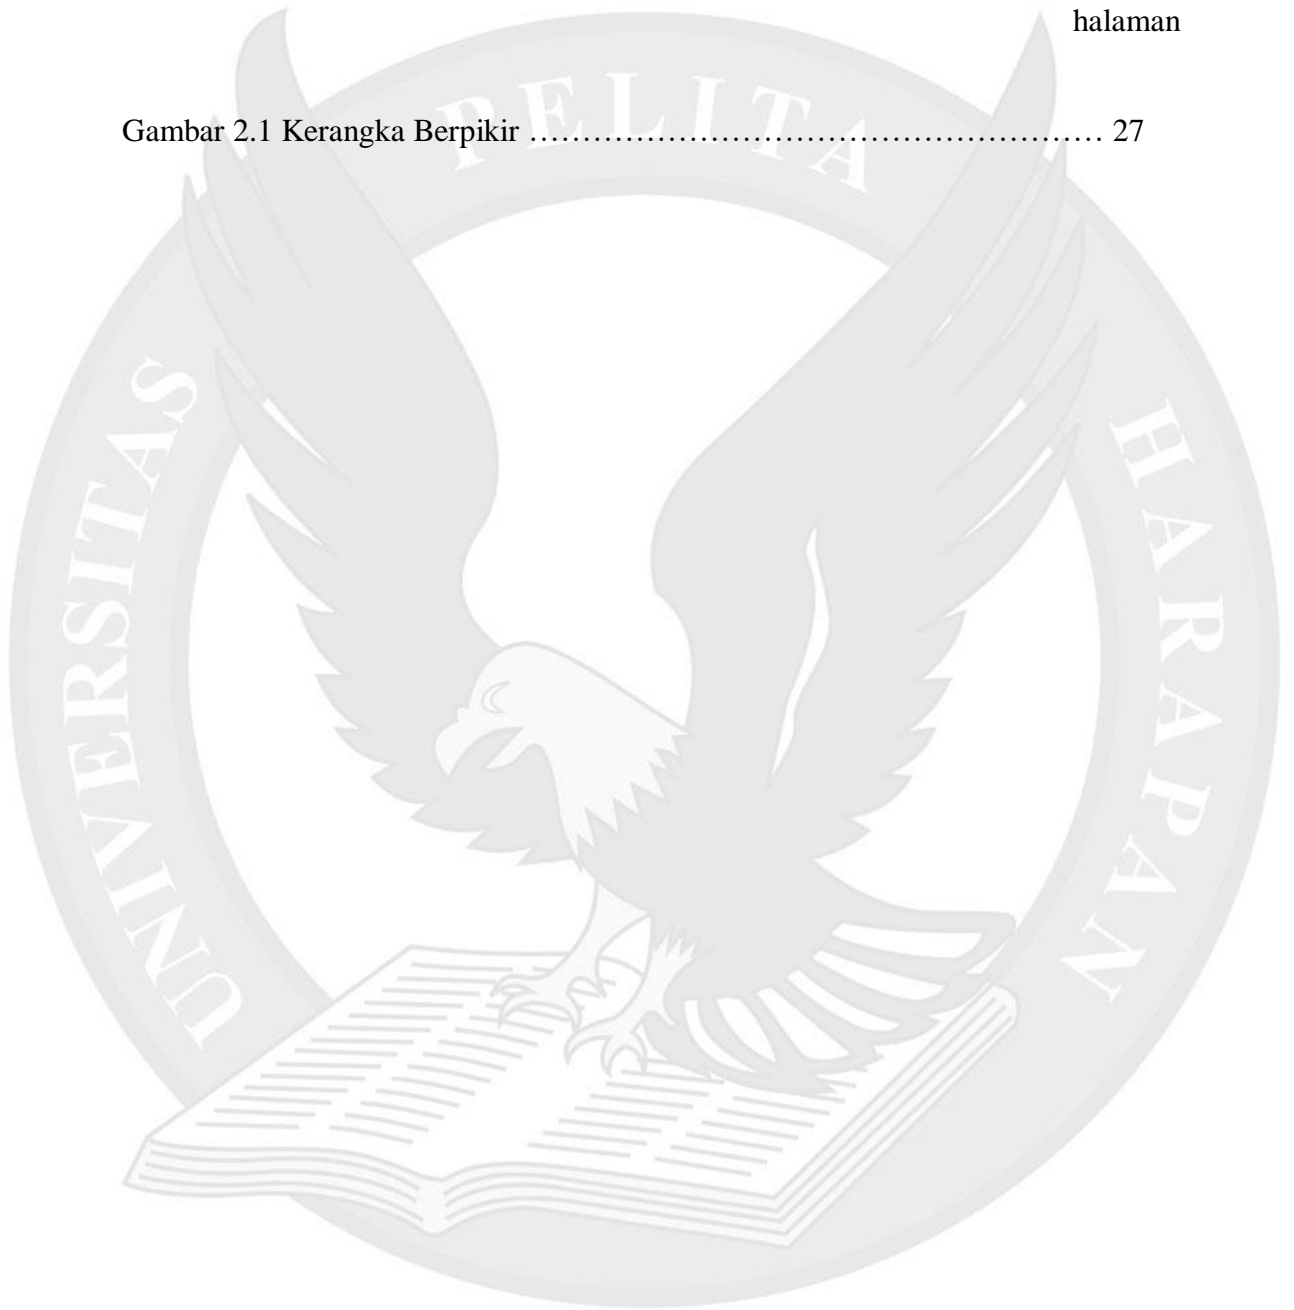 halaman
Gambar 2.1 Kerangka Berpikir …………………………………………… 27
UNIVERSITAS PELITA HARAPAN